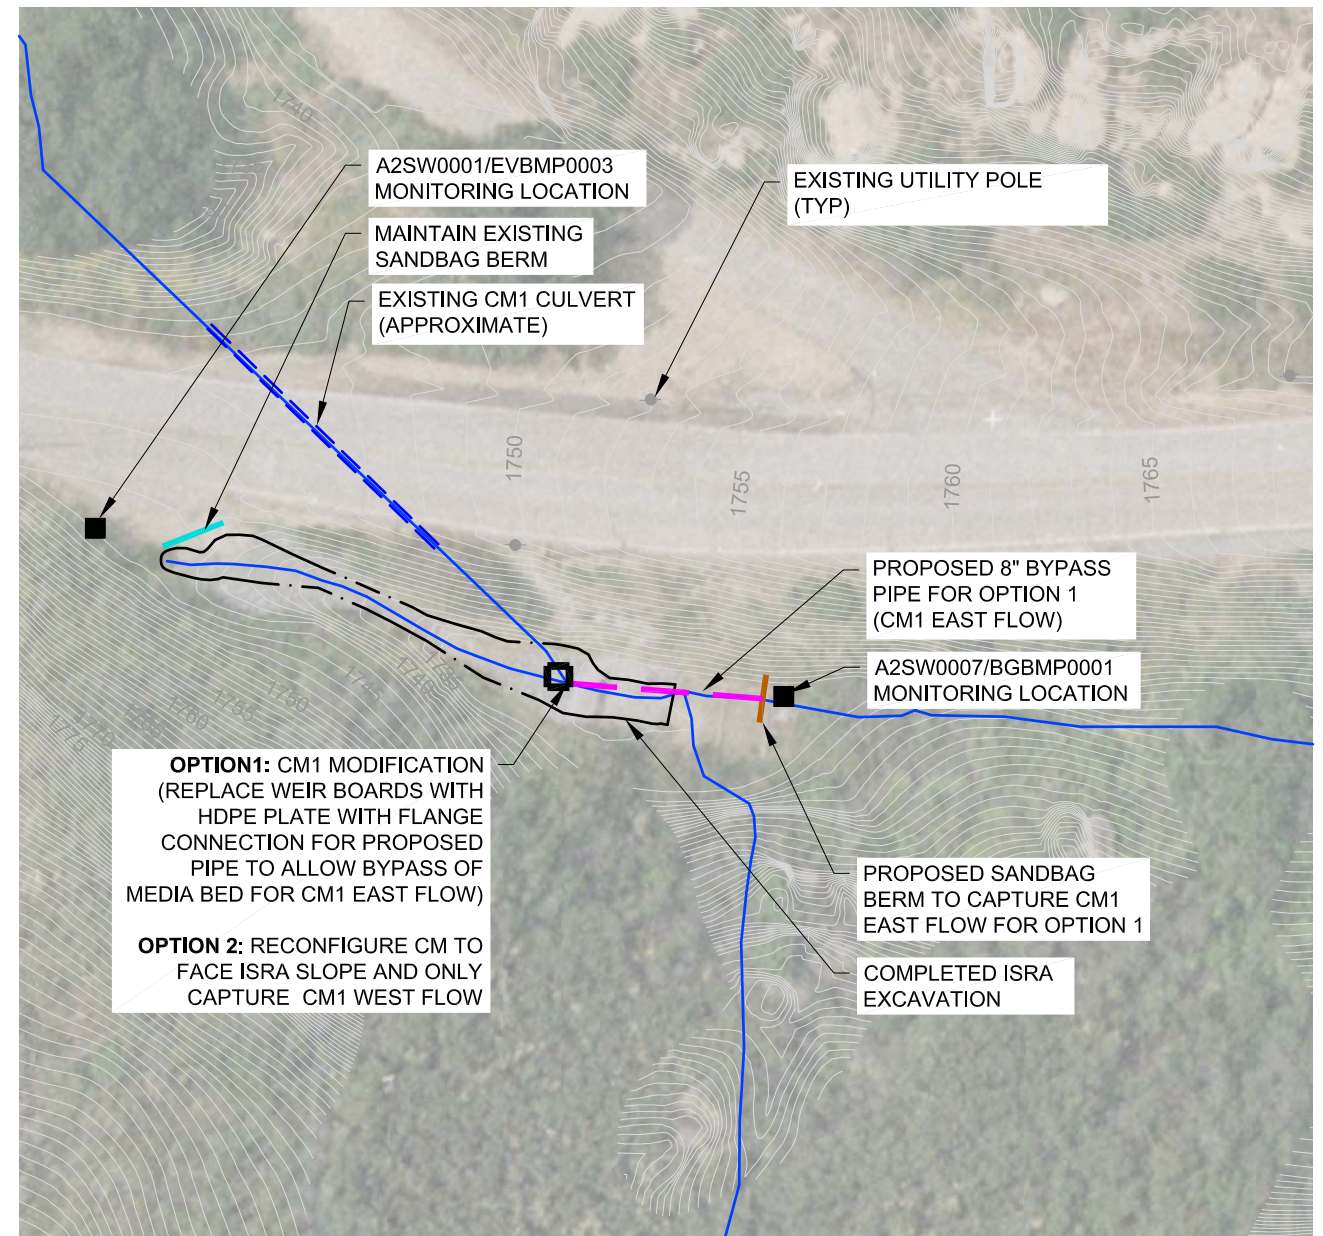 1740
A2SW0001/EVBMP0003
MONITORING LOCATION
EXISTING UTILITY POLE
(TYP)
MAINTAIN EXISTING
SANDBAG BERM
EXISTING CM1 CULVERT
(APPROXIMATE)
1750
1755
1760
1765
PROPOSED 8" BYPASS
PIPE FOR OPTION 1
(CM1 EAST FLOW)
A2SW0007/BGBMP0001
MONITORING LOCATION
1735
1740
1745
1750
OPTION1: CM1 MODIFICATION
(REPLACE WEIR BOARDS WITH
HDPE PLATE WITH FLANGE
CONNECTION FOR PROPOSED
PIPE TO ALLOW BYPASS OF
MEDIA BED FOR CM1 EAST FLOW)
OPTION 2: RECONFIGURE CM TO
FACE ISRA SLOPE AND ONLY
CAPTURE CM1 WEST FLOW
PROPOSED SANDBAG
BERM TO CAPTURE CM1
EAST FLOW FOR OPTION 1
COMPLETED ISRA
EXCAVATION